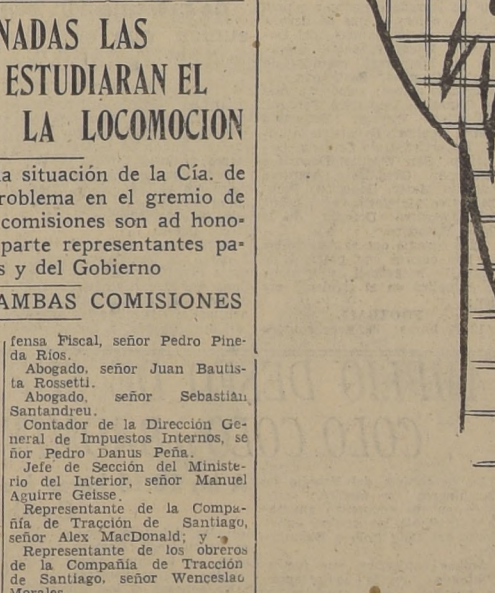 NADAS LAS
ESTUDIARAN EL
LA LOCOMOCION
a situación de la Cía. de
roblema en el gremio de
comisiones son ad hono-
parte representantes pa-
s y del Gobierno
AMBAS COMISIONES
fensa Fiscal, señor Pedro Pine-
da Ríos.
Abogado, señor Juan Bautis-
ta Rossetti.
Abogado, señor Sebastián
Santandreu.
Contador de la Dirección Ge-
neral de Impuestos Internos, se
ñor Pedro Danus Peña.
Jefe de Sección del Ministe-
rio del Interior, señor Manuel
Aguirre Geisse.
Representante de la Compa-
ñía de Tracción de Santiago,
señor Alex MacDonald; y
Representante de los obreros
de la Compañía de Tracción
de Santiago, señor Wenceslao
Morales